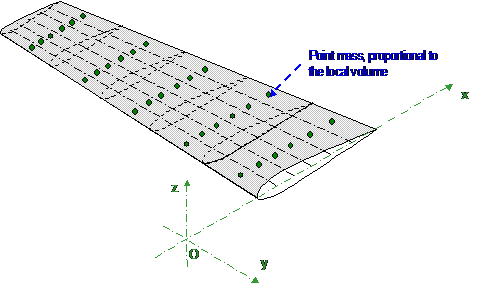 Point mass, proportional to
the local volume
x
z
O
y